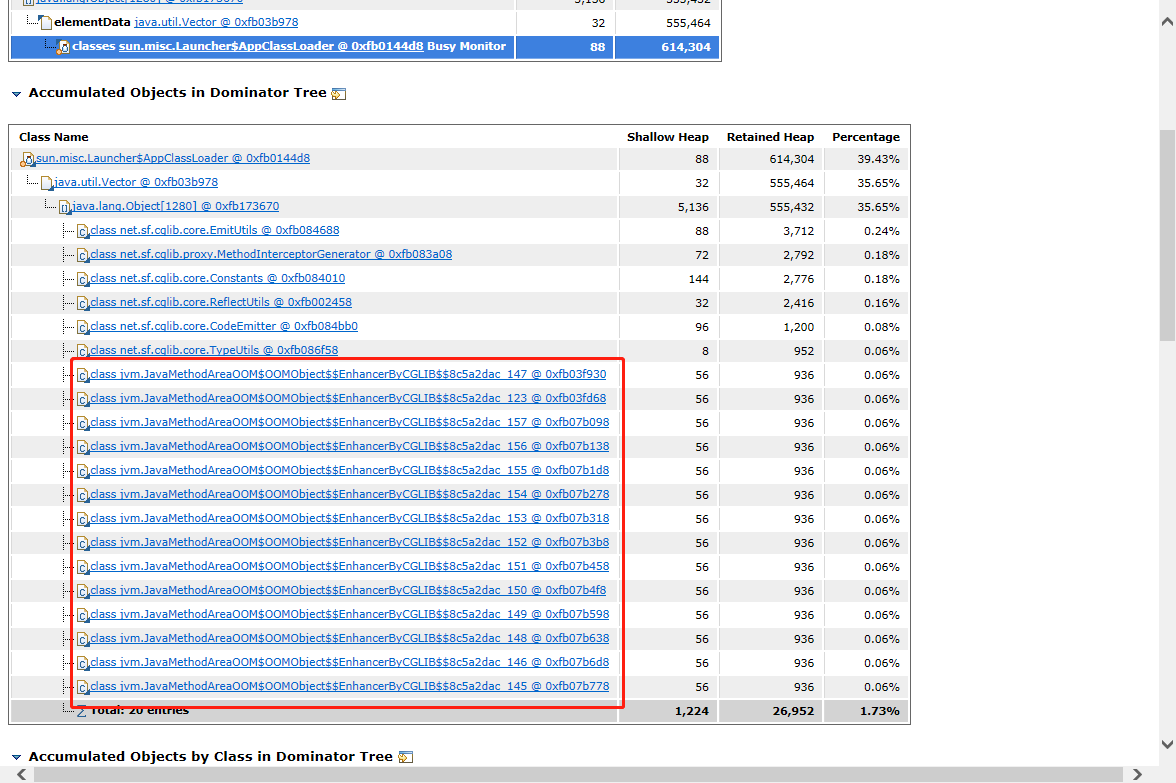 elementData java.util.Vector @ 0xfb03b978 32 555,464
classes sun.misc.Launcher$AppClassLoader @ 0xfb0144d8 Busy Monitor 88 614,304
Accumulated Objects in Dominator Tree
Class Name Shallow Heap Retained Heap Percentage
sun.misc.Launcher$AppClassLoader @ 0xfb0144d8 88 614,304 39.43%
java.util.Vector @ 0xfb03b978 32 555,464 35.65%
java.lang.Object[1280] @ 0xfb173670 5,136 555,432 35.65%
class net.sf.cglib.core.EmitUtils @ 0xfb084688 88 3,712 0.24%
class net.sf.cglib.proxy.MethodInterceptorGenerator @ 0xfb083a08 72 2,792 0.18%
class net.sf.cglib.core.Constants @ 0xfb084010 144 2,776 0.18%
class net.sf.cglib.core.ReflectUtils @ 0xfb002458 32 2,416 0.16%
class net.sf.cglib.core.CodeEmitter @ 0xfb084bb0 96 1,200 0.08%
class net.sf.cglib.core.TypeUtils @ 0xfb086f58 8 952 0.06%
class jvm.JavaMethodAreaOOM$OOMObject$$EnhancerByCGLIB$$8c5a2dac_147 @ 0xfb03f930 56 936 0.06%
class jvm.JavaMethodAreaOOM$OOMObject$$EnhancerByCGLIB$$8c5a2dac_123 @ 0xfb03fd68 56 936 0.06%
class jvm.JavaMethodAreaOOM$OOMObject$$EnhancerByCGLIB$$8c5a2dac_157 @ 0xfb07b098 56 936 0.06%
class jvm.JavaMethodAreaOOM$OOMObject$$EnhancerByCGLIB$$8c5a2dac_156 @ 0xfb07b138 56 936 0.06%
class jvm.JavaMethodAreaOOM$OOMObject$$EnhancerByCGLIB$$8c5a2dac_155 @ 0xfb07b1d8 56 936 0.06%
class jvm.JavaMethodAreaOOM$OOMObject$$EnhancerByCGLIB$$8c5a2dac_154 @ 0xfb07b278 56 936 0.06%
class jvm.JavaMethodAreaOOM$OOMObject$$EnhancerByCGLIB$$8c5a2dac_153 @ 0xfb07b318 56 936 0.06%
class jvm.JavaMethodAreaOOM$OOMObject$$EnhancerByCGLIB$$8c5a2dac_152 @ 0xfb07b3b8 56 936 0.06%
class jvm.JavaMethodAreaOOM$OOMObject$$EnhancerByCGLIB$$8c5a2dac_151 @ 0xfb07b458 56 936 0.06%
class jvm.JavaMethodAreaOOM$OOMObject$$EnhancerByCGLIB$$8c5a2dac_150 @ 0xfb07b4f8 56 936 0.06%
class jvm.JavaMethodAreaOOM$OOMObject$$EnhancerByCGLIB$$8c5a2dac_149 @ 0xfb07b598 56 936 0.06%
class jvm.JavaMethodAreaOOM$OOMObject$$EnhancerByCGLIB$$8c5a2dac_148 @ 0xfb07b638 56 936 0.06%
class jvm.JavaMethodAreaOOM$OOMObject$$EnhancerByCGLIB$$8c5a2dac_146 @ 0xfb07b6d8 56 936 0.06%
class jvm.JavaMethodAreaOOM$OOMObject$$EnhancerByCGLIB$$8c5a2dac_145 @ 0xfb07b778 56 936 0.06%
Total: 20 entries 1,224 26,952 1.73%
Accumulated Objects by Class in Dominator Tree